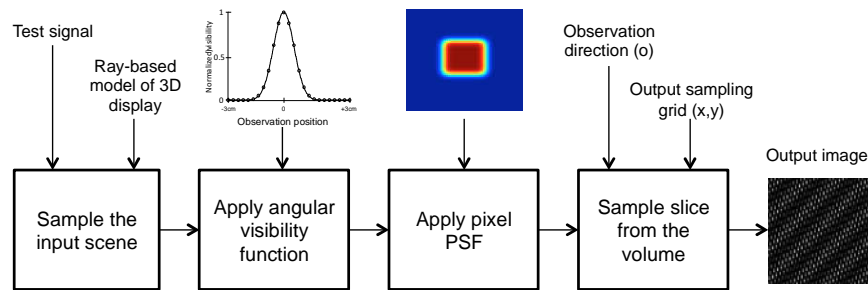 Test signal
Ray-based
model of 3D
display
Normalized visibility
1
0.5
0
-3cm
0
+3cm
Observation position
Observation
direction (o)
Output sampling
grid (x,y)
Output image
Sample the
input scene
Apply angular
visibility
function
Apply pixel
PSF
Sample slice
from the
volume